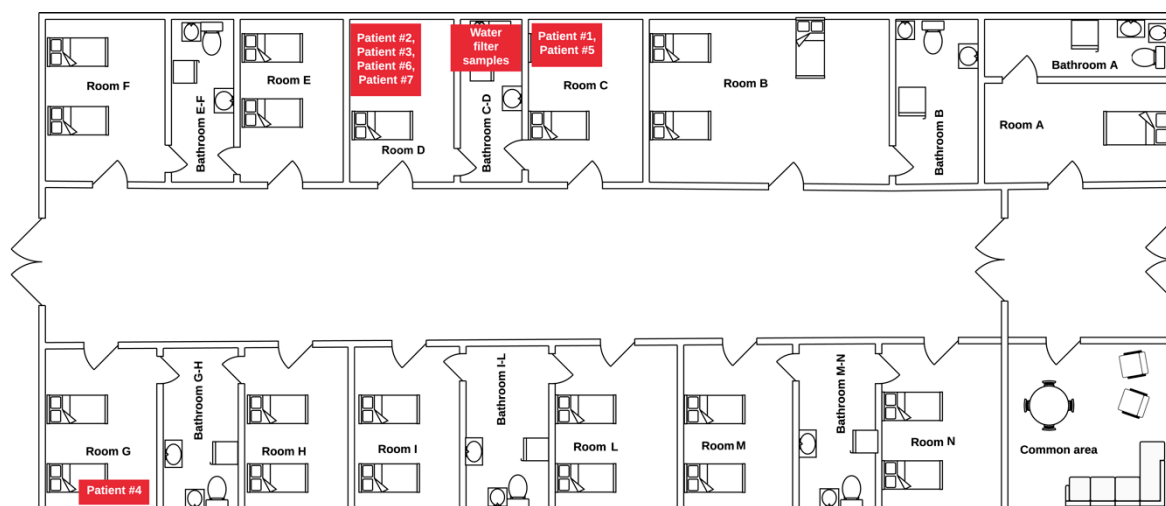 Patient #2,
Patient #3,
Patient #6,
Patient #7
Water
filter
samples
Patient #1,
Patient #5
Room F
Bathroom E-F
Room E
Room D
Bathroom C-D
Room C
Room B
Bathroom B
Bathroom A
Room A
Room G
Patient #4
Bathroom G-H
Room H
Room I
Bathroom I-L
Room L
Room M
Bathroom M-N
Room N
Common area